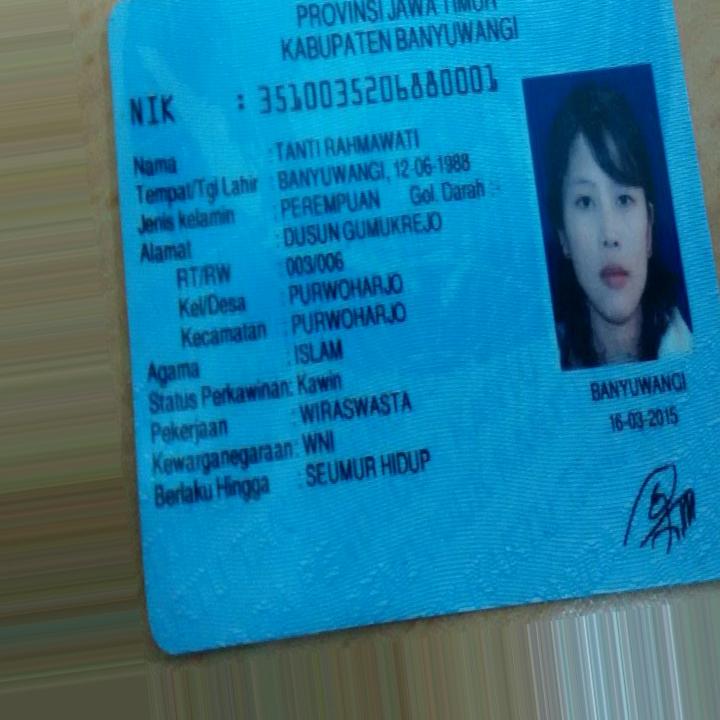 PROVINSI JAWA TIMUR
KABUPATEN BANYUWANGI
NIK : 3510035206880001
Nama : TANTI RAHMAWATI
Tempat/Tgl Lahir : BANYUWANGI, 12-06-1988
Jenis kelamin : PEREMPUAN Gol. Darah : -
Alamat : DUSUN GUMUKREJO
RT/RW : 003/006
Kel/Desa : PURWOHARJO
Kecamatan : PURWOHARJO
Agama : ISLAM
Status Perkawinan: Kawin
Pekerjaan : WIRASWASTA
Kewarganegaraan: WNI
Berlaku Hingga : SEUMUR HIDUP
BANYUWANGI
16-03-2015